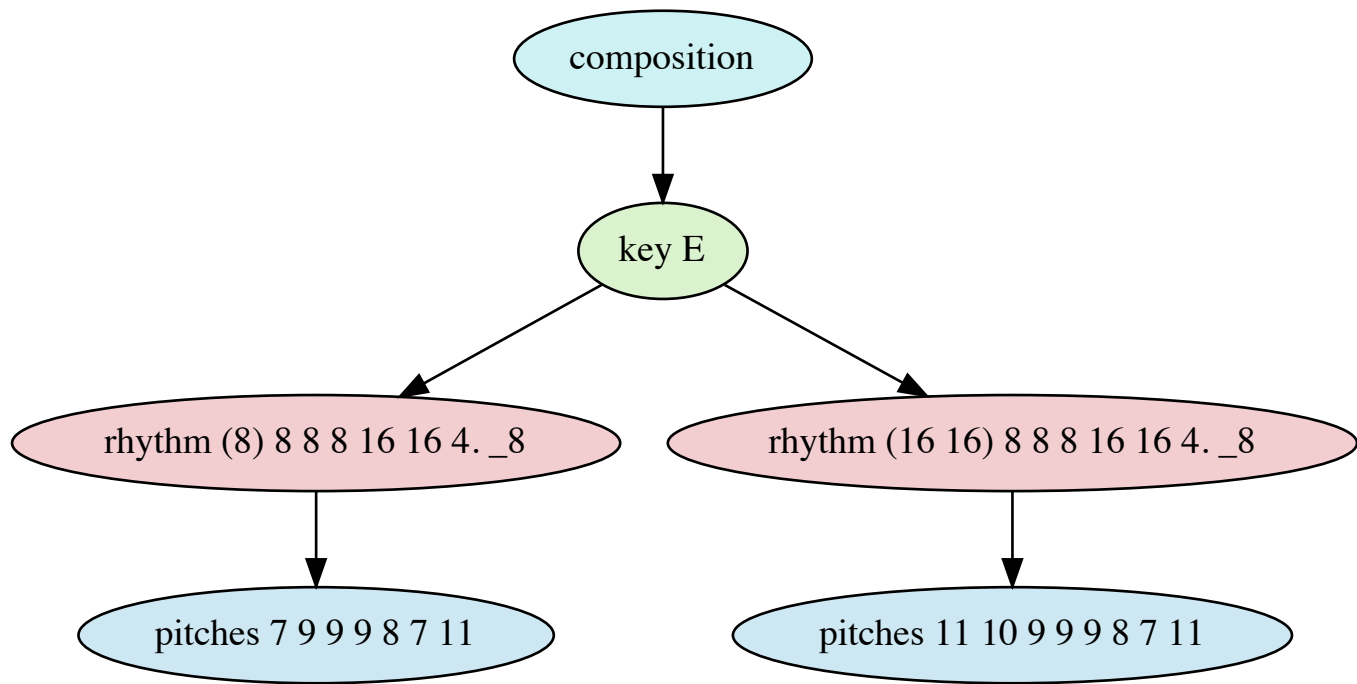 composition
key E
rhythm (8) 8 8 8 16 16 4. _8
rhythm (16 16) 8 8 8 16 16 4. _8
pitches 7 9 9 9 8 7 11
pitches 11 10 9 9 9 8 7 11